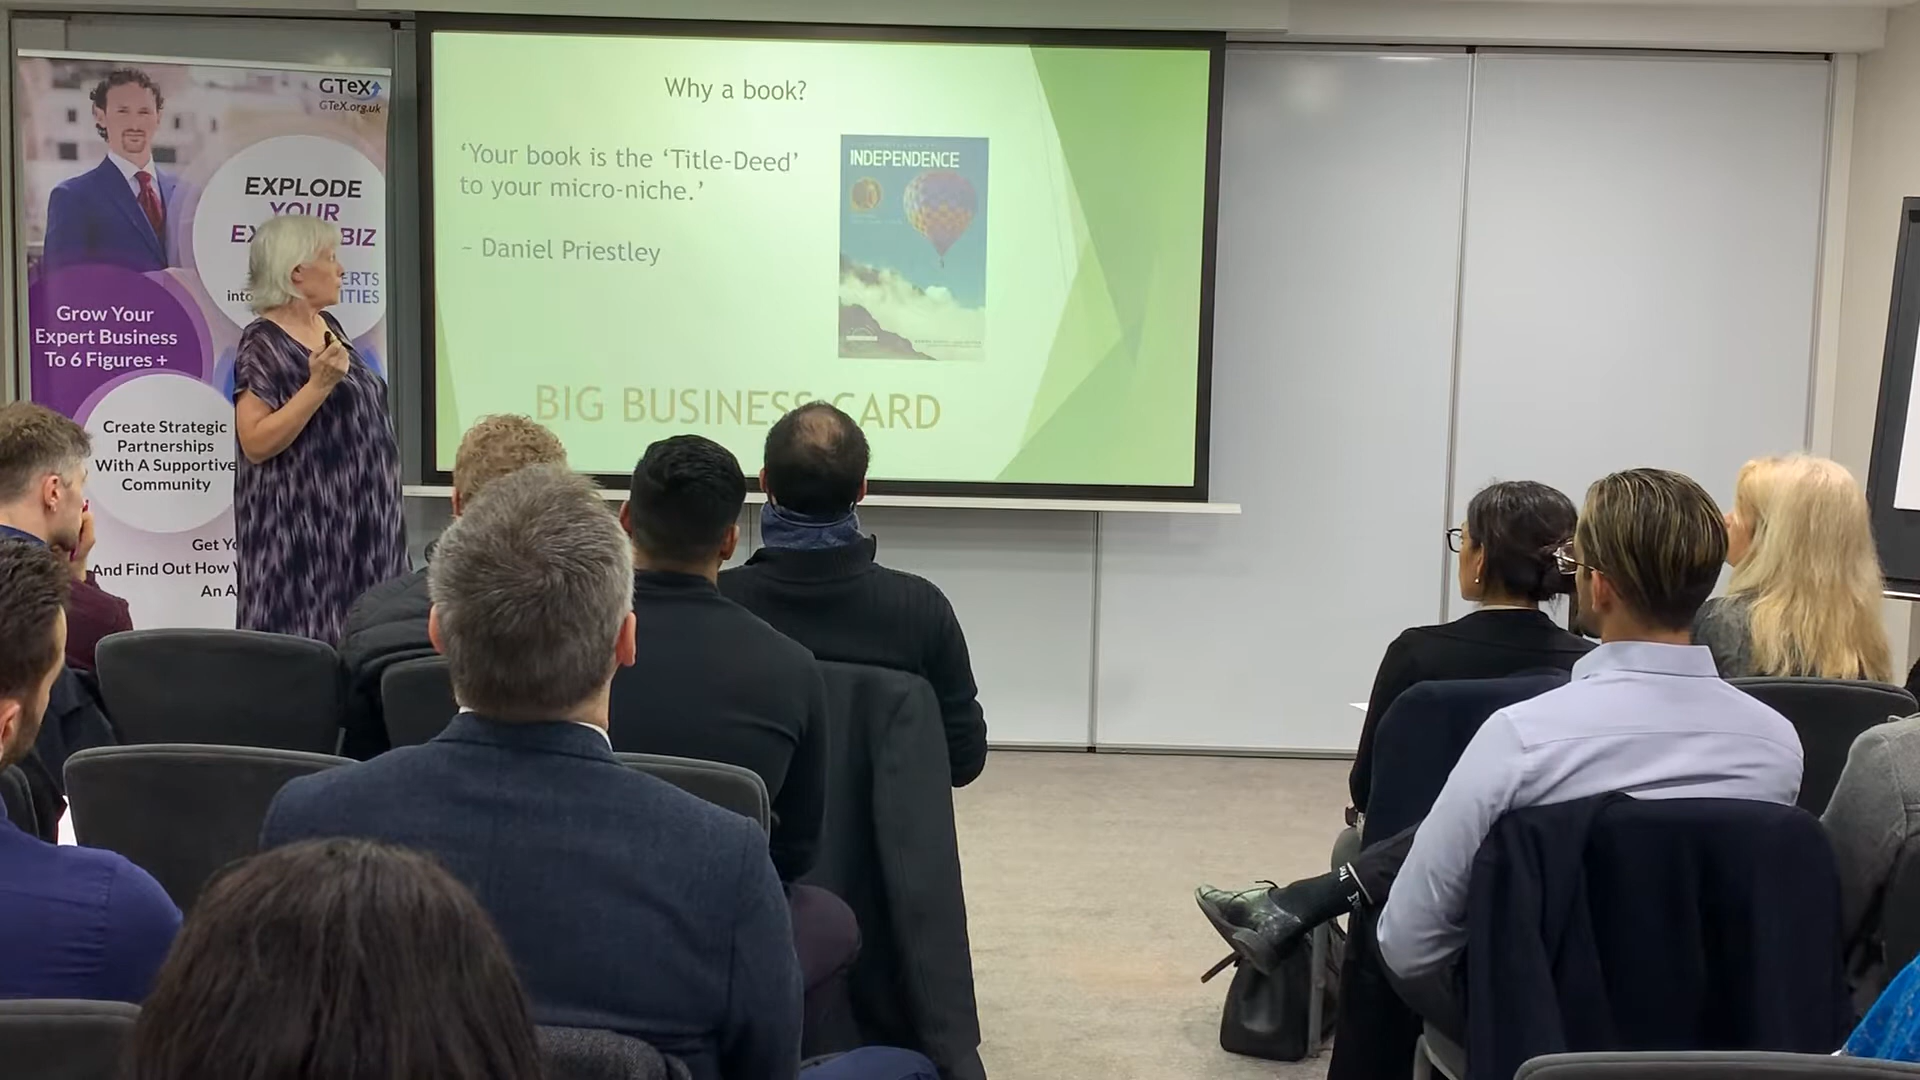 GTeX
GTeX.org.uk
EXPLODE
YOUR
BIZ
into
Grow Your
Expert Business
To 6 Figures +
Create Strategic
Partnerships
With A Supportive
Community
Get
And Find Out How
Why a book?
‘Your book is the ‘Title-Deed’
to your micro-niche.’
~ Daniel Priestley
INDEPENDENCE
BIG BUSINESS CARD